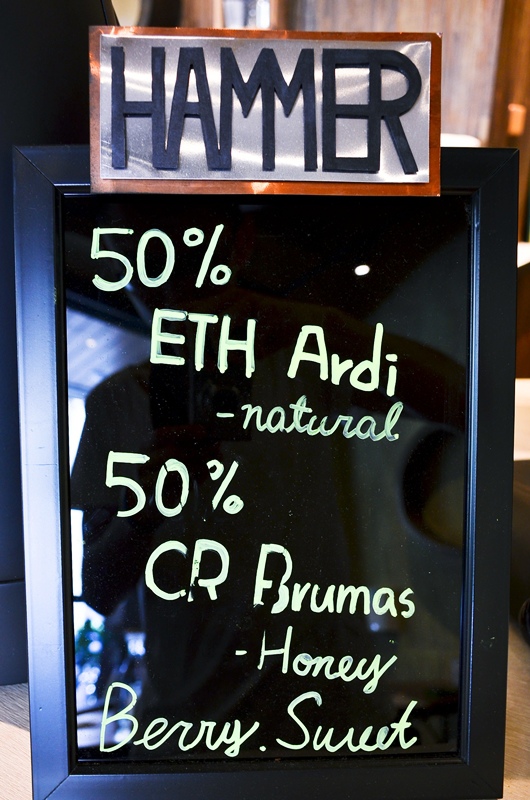 HAMMER
50%
ETH Ardi
-natural
50%
CR Brumas
-Honey
Berry. Sweet